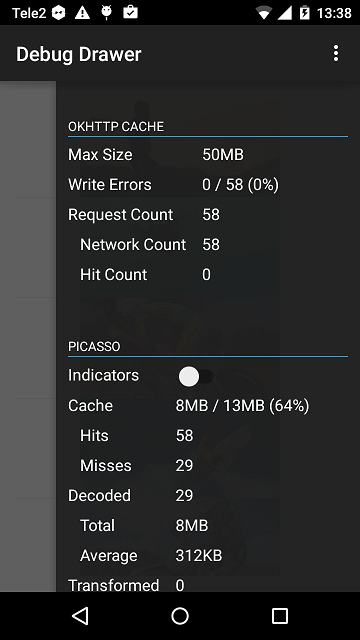 Tele2 13:38
Debug Drawer
OKHTTP CACHE
Max Size 50MB
Write Errors 0 / 58 (0%)
Request Count 58
Network Count 58
Hit Count 0
PICASSO
Indicators
Cache 8MB / 13MB (64%)
Hits 58
Misses 29
Decoded 29
Total 8MB
Average 312KB
Transformed 0